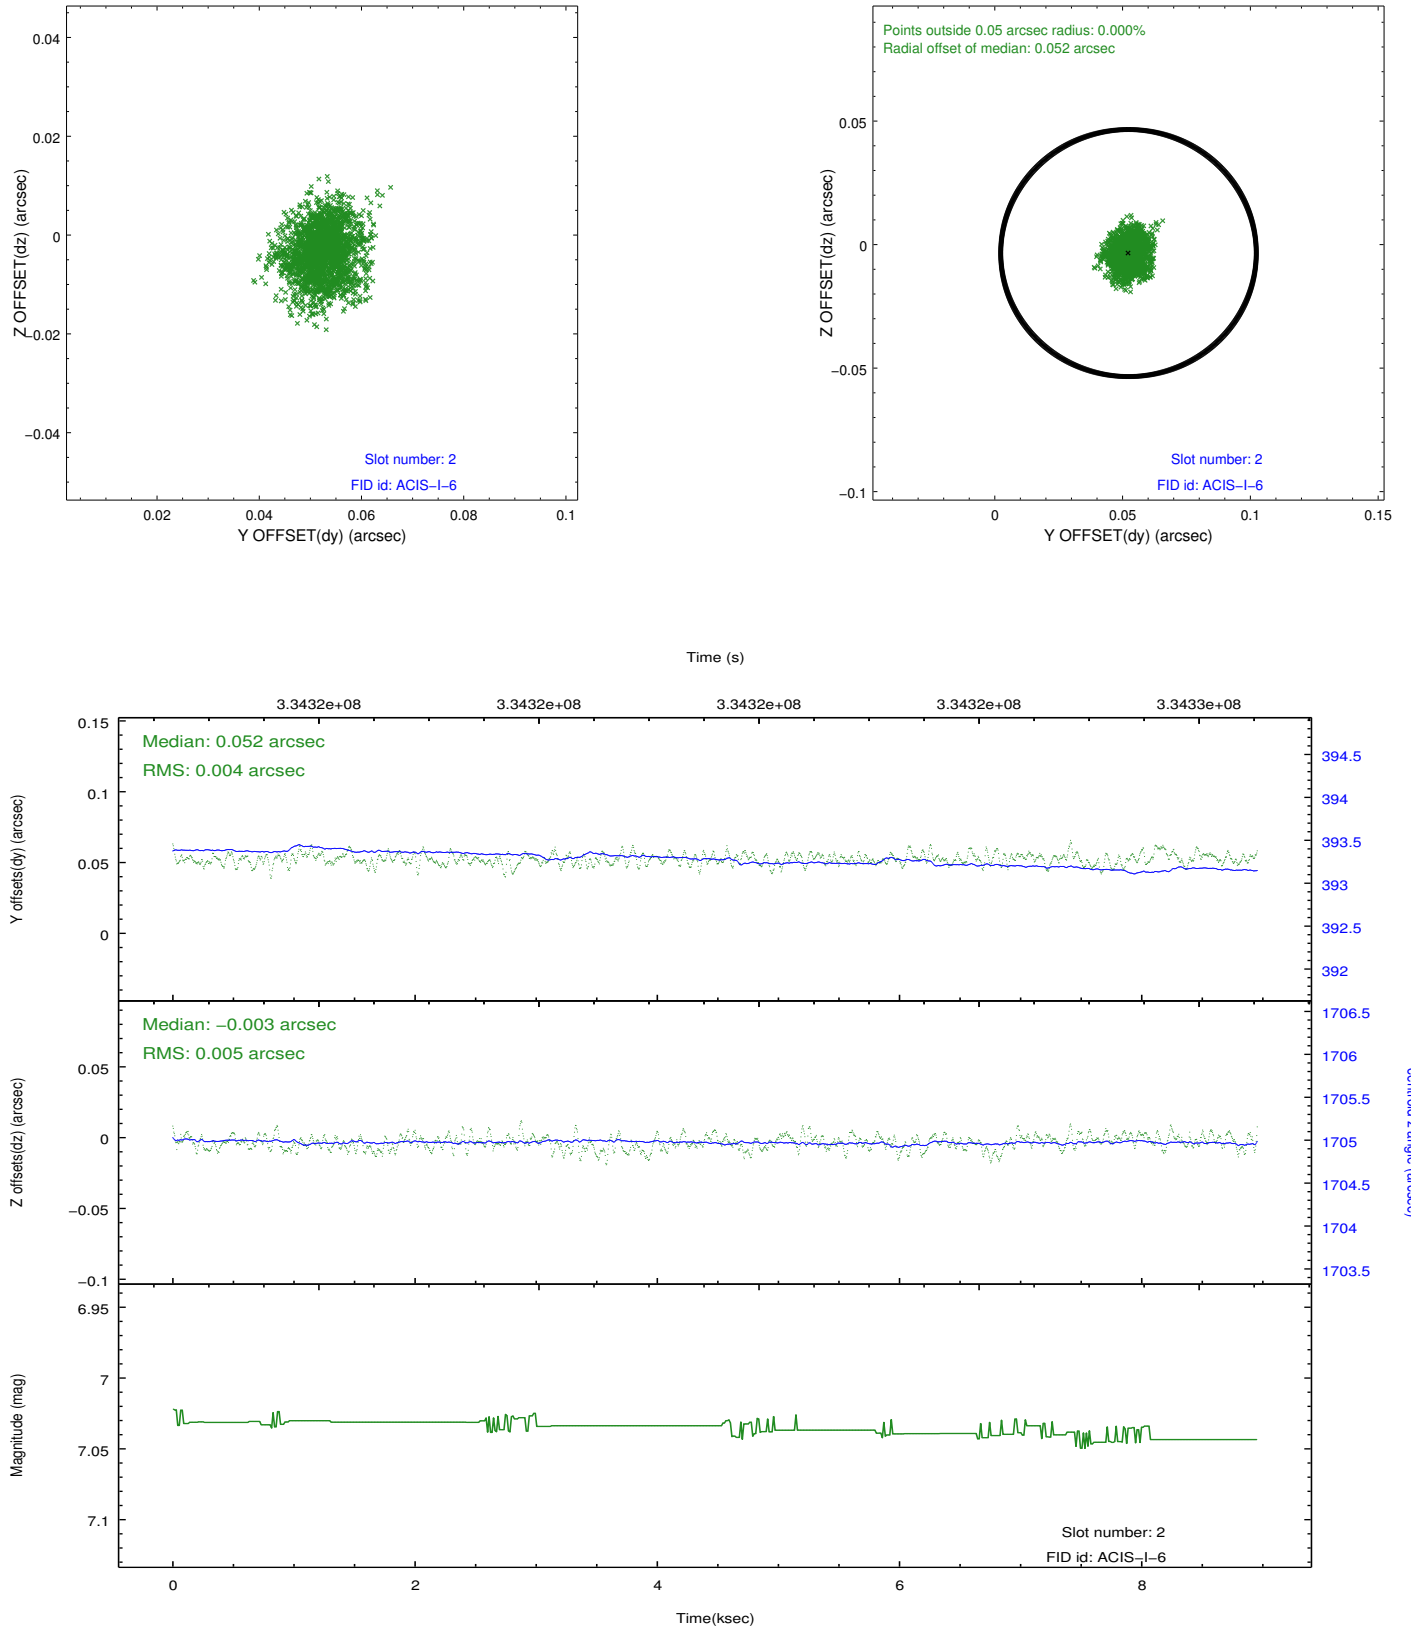 0.04
0.02
0
−0.02
−0.04
Z OFFSET(dz) (arcsec)
Slot number: 2
FID id: ACIS−I−6
0.02
0.04
0.06
0.08
0.1
Y OFFSET(dy) (arcsec)
Points outside 0.05 arcsec radius: 0.000%
Radial offset of median: 0.052 arcsec
0.05
0
−0.05
−0.1
Z OFFSET(dz) (arcsec)
Slot number: 2
FID id: ACIS−I−6
0
0.05
0.1
0.15
Y OFFSET(dy) (arcsec)
Time (s)
3.3432e+08
3.3432e+08
3.3432e+08
3.3432e+08
3.3433e+08
Median: 0.052 arcsec
RMS: 0.004 arcsec
0.15
0.1
0.05
0
Y offsets(dy) (arcsec)
394.5
394
393.5
393
392.5
392
Median: −0.003 arcsec
RMS: 0.005 arcsec
0.05
0
−0.05
−0.1
Z offsets(dz) (arcsec)
1706.5
1706
1705.5
1705
1704.5
1704
1703.5
centroid z angle (arcsec)
6.95
7
7.05
7.1
Magnitude (mag)
Slot number: 2
FID id: ACIS−I−6
0
2
4
6
8
Time(ksec)